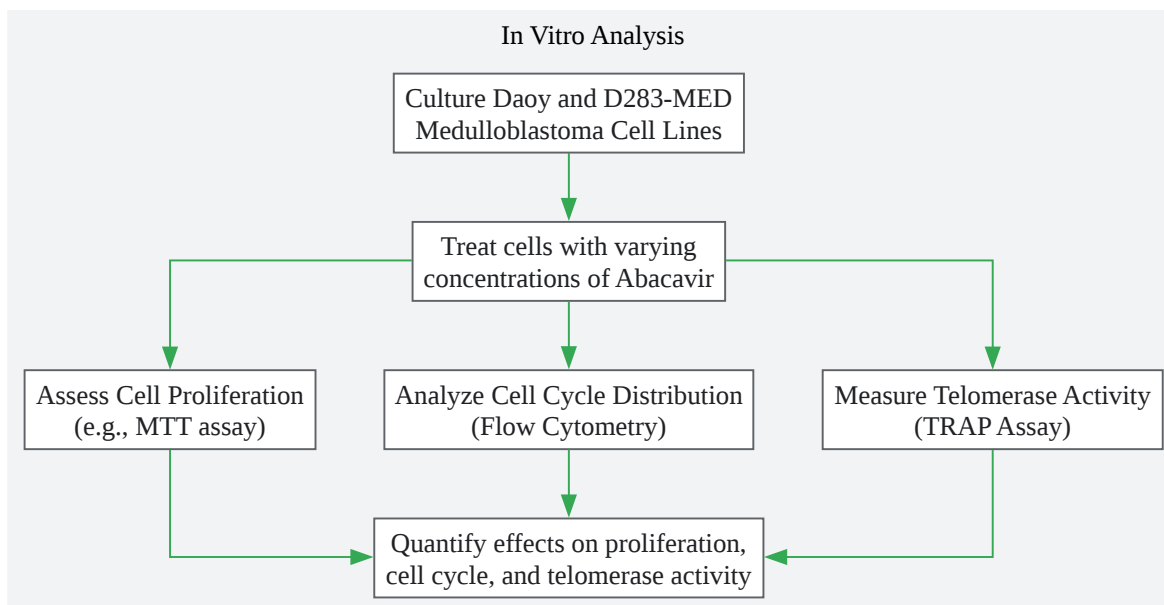 In Vitro Analysis
Culture Daoy and D283-MED
Medulloblastoma Cell Lines
Treat cells with varying
concentrations of Abacavir
Assess Cell Proliferation
(e.g., MTT assay)
Analyze Cell Cycle Distribution
(Flow Cytometry)
Measure Telomerase Activity
(TRAP Assay)
Quantify effects on proliferation,
cell cycle, and telomerase activity